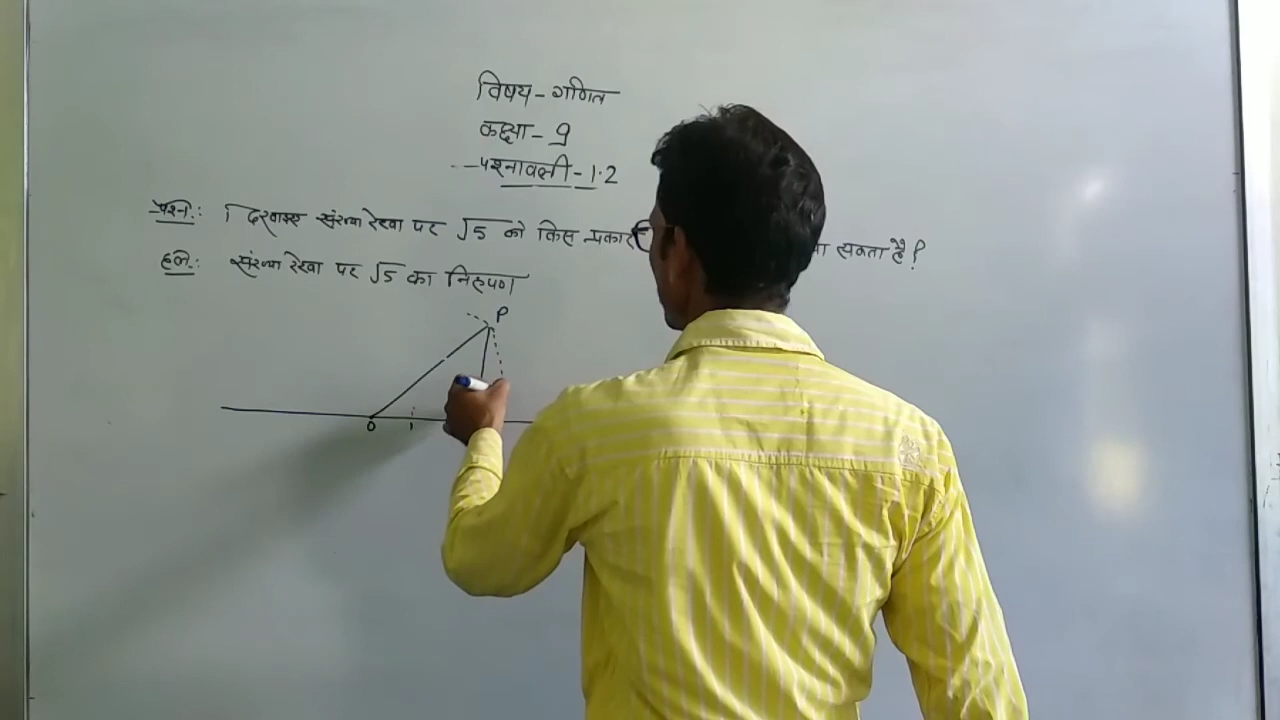 विषय - गणित
कक्षा - 9
प्रश्नावली - 1.2
प्रश्न: दिखाइए संख्या रेखा पर √5 को किस प्रकार जा सकता है?
हल: संख्या रेखा पर √5 का निरूपण
P
0 1